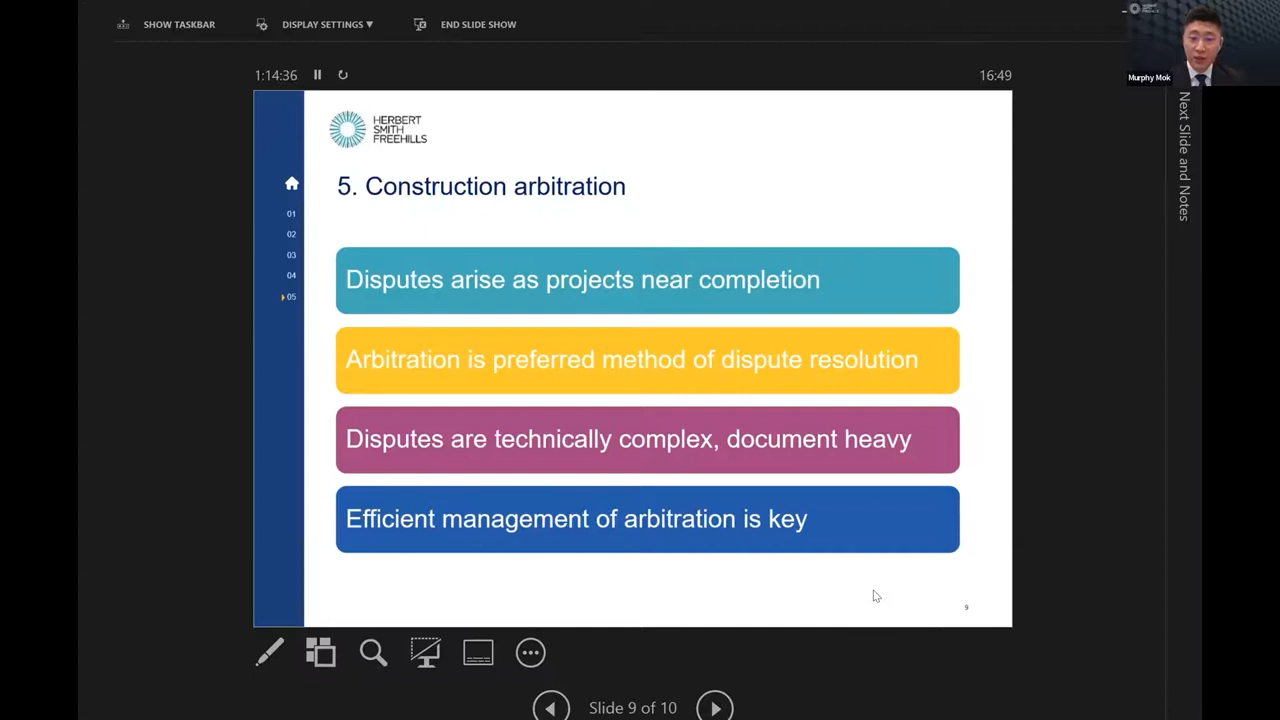 SHOW TASKBAR
DISPLAY SETTINGS ▼
END SLIDE SHOW
Murphy Mok
1:14:36
16:49
Next Slide and Notes
HERBERT
SMITH
FREEHILLS
5. Construction arbitration
01
02
03
04
05
Disputes arise as projects near completion
Arbitration is preferred method of dispute resolution
Disputes are technically complex, document heavy
Efficient management of arbitration is key
9
Slide 9 of 10